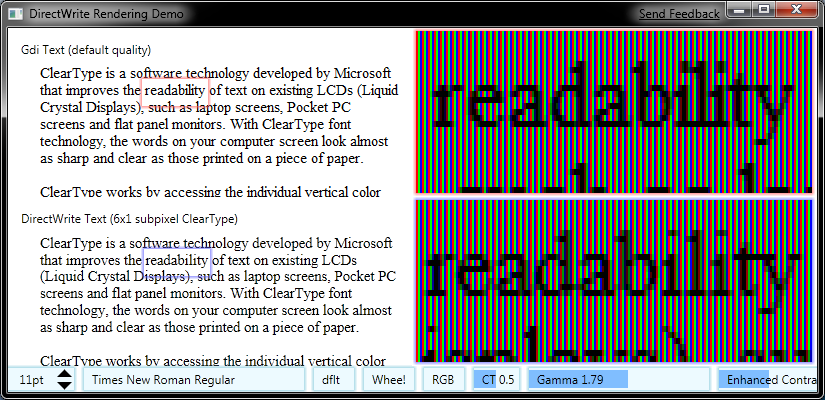 DirectWrite Rendering Demo
Send Feedback
Gdi Text (default quality)
ClearType is a software technology developed by Microsoft
that improves the readability of text on existing LCDs (Liquid
Crystal Displays), such as laptop screens, Pocket PC
screens and flat panel monitors. With ClearType font
technology, the words on your computer screen look almost
as sharp and clear as those printed on a piece of paper.
ClearType works by accessing the individual vertical color
readability
DirectWrite Text (6x1 subpixel ClearType)
ClearType is a software technology developed by Microsoft
that improves the readability of text on existing LCDs
(Liquid Crystal Displays), such as laptop screens, Pocket PC
screens and flat panel monitors. With ClearType font
technology, the words on your computer screen look almost
as sharp and clear as those printed on a piece of paper.
ClearType works by accessing the individual vertical color
readability
11pt
Times New Roman Regular
dflt
Whee!
RGB
CT 0.5
Gamma 1.79
Enhanced Contra